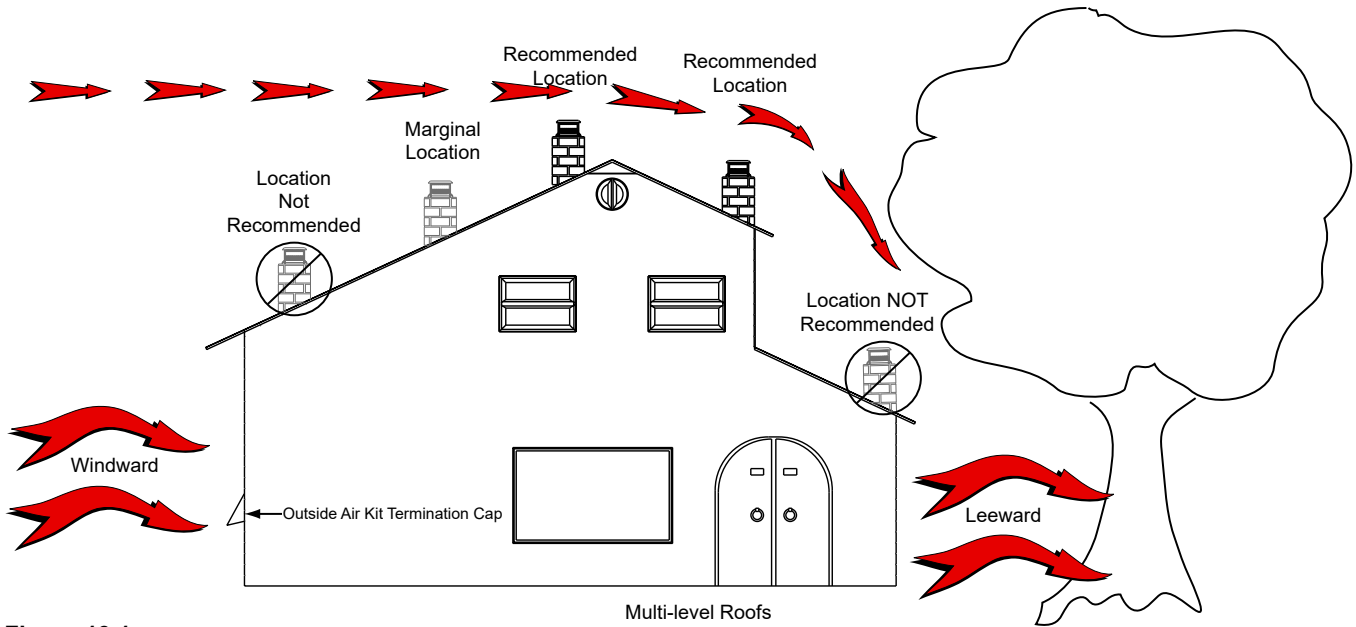 Recommended
Location
Recommended
Location
Marginal
Location
Location
Not
Recommended
Location NOT
Recommended
Windward
Outside Air Kit Termination Cap
Leeward
Multi-level Roofs